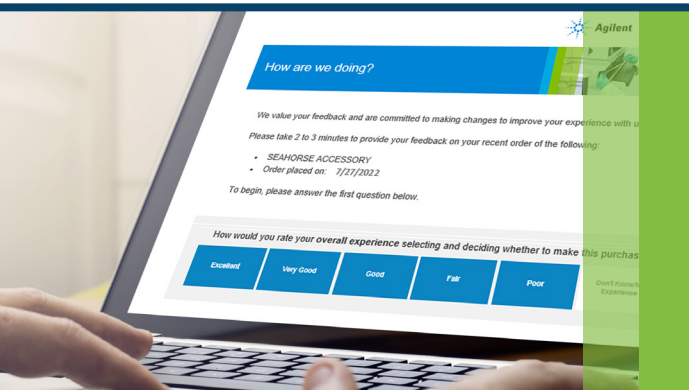 Agilent
How are we doing?
We value your feedback and are committed to making changes to improve your experience with u
Please take 2 to 3 minutes to provide your feedback on your recent order of the following:
• SEAHORSE ACCESSORY
• Order placed on: 7/27/2022
To begin, please answer the first question below.
How would you rate your overall experience selecting and deciding whether to make this purchas
Excellent
Very Good
Good
Fair
Poor
Don't Know/
Experience